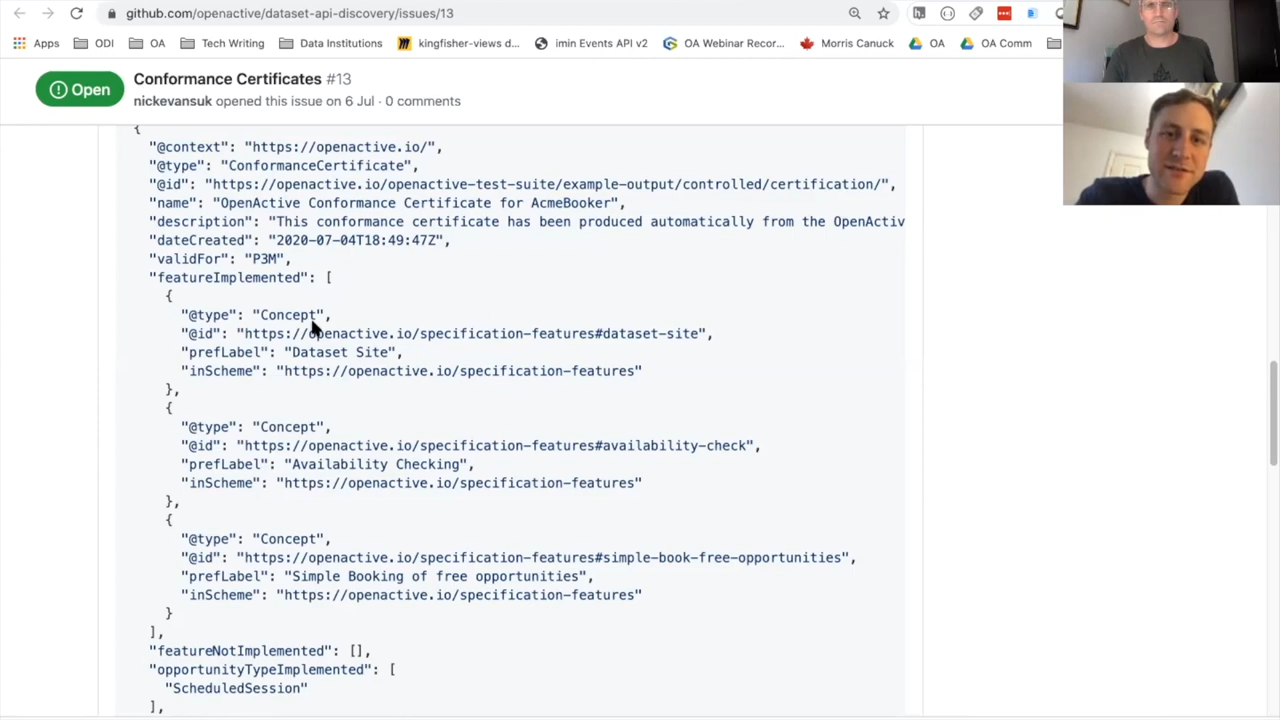 github.com/openactive/dataset-api-discovery/issues/13
Apps ODI OA Tech Writing Data Institutions kingfisher-views d... imin Events API v2 OA Webinar Recor... Morris Canuck OA OA Comm
Open
Conformance Certificates #13
nickevansuk opened this issue on 6 Jul · 0 comments
{
"@context": "https://openactive.io/",
"@type": "ConformanceCertificate",
"@id": "https://openactive.io/openactive-test-suite/example-output/controlled/certification/",
"name": "OpenActive Conformance Certificate for AcmeBooker",
"description": "This conformance certificate has been produced automatically from the OpenActiv
"dateCreated": "2020-07-04T18:49:47Z",
"validFor": "P3M",
"featureImplemented": [
{
"@type": "Concept",
"@id": "https://openactive.io/specification-features#dataset-site",
"prefLabel": "Dataset Site",
"inScheme": "https://openactive.io/specification-features"
},
{
"@type": "Concept",
"@id": "https://openactive.io/specification-features#availability-check",
"prefLabel": "Availability Checking",
"inScheme": "https://openactive.io/specification-features"
},
{
"@type": "Concept",
"@id": "https://openactive.io/specification-features#simple-book-free-opportunities",
"prefLabel": "Simple Booking of free opportunities",
"inScheme": "https://openactive.io/specification-features"
}
],
"featureNotImplemented": [],
"opportunityTypeImplemented": [
"ScheduledSession"
],